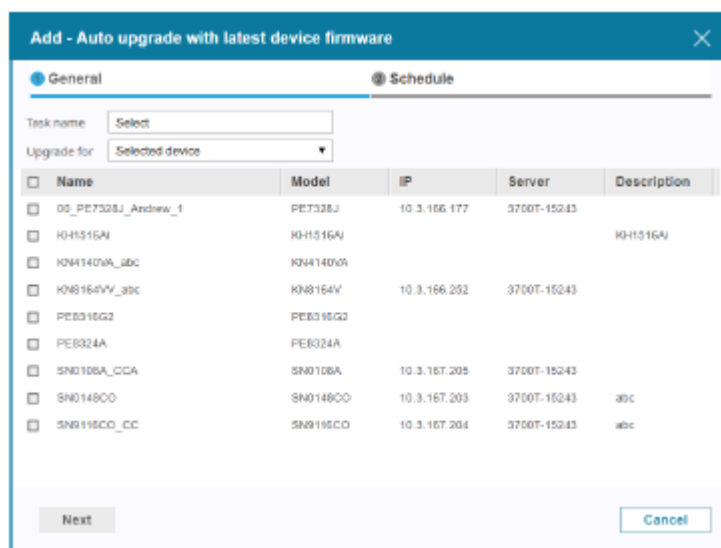 Add - Auto upgrade with latest device firmware
1 General 2 Schedule
Task name Select
Upgrade for Selected device
Name Model IP Server Description
00_PE7328J_Andrew_1 PE7328J 10.3.166.177 3700T-15243
KH1516Ai KH1516Ai KH1516Ai
KN4140VA_abc KN4140VA
KN8164VV_abc KN8164V 10.3.166.252 3700T-15243
PE8316G2 PE8316G2
PE8324A PE8324A
SN0108A_CCA SN0108A 10.3.167.205 3700T-15243
SN0148CO SN0148CO 10.3.167.203 3700T-15243 abc
SN9116CO_CC SN9116CO 10.3.167.204 3700T-15243 abc
Next Cancel